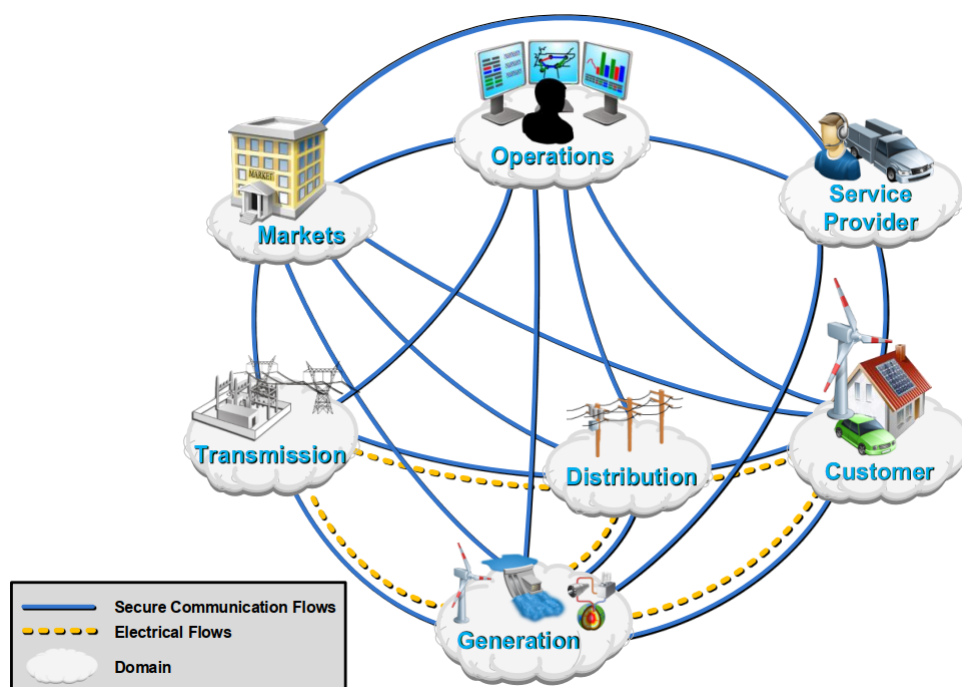 Operations
MARKET
Markets
Service
Provider
Transmission
Distribution
Customer
Generation
Secure Communication Flows
Electrical Flows
Domain